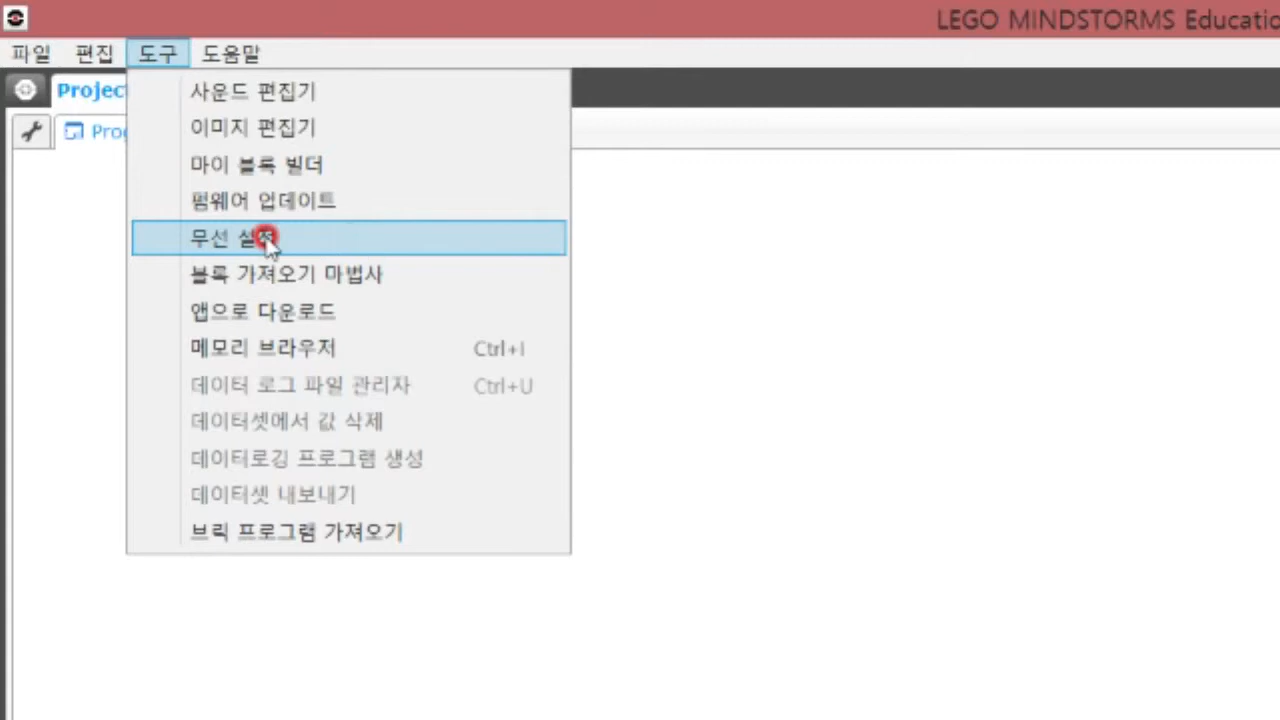 LEGO MINDSTORMS Educatio
파일 편집 도구 도움말
Projec
Prog
사운드 편집기
이미지 편집기
마이 블록 빌더
펌웨어 업데이트
무선 설정
블록 가져오기 마법사
앱으로 다운로드
메모리 브라우저 Ctrl+I
데이터 로그 파일 관리자 Ctrl+U
데이터셋에서 값 삭제
데이터로깅 프로그램 생성
데이터셋 내보내기
브릭 프로그램 가져오기